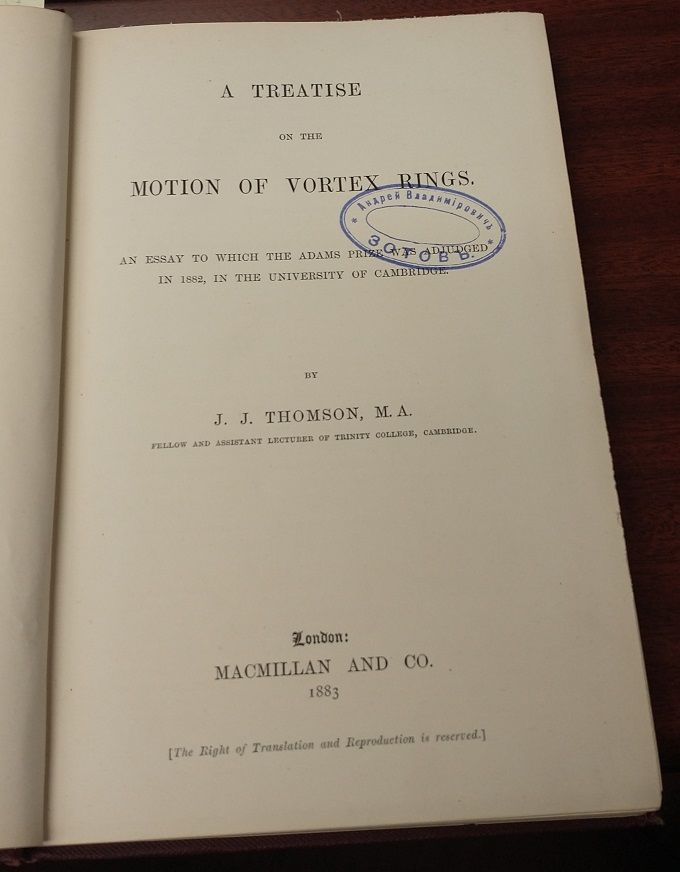 A TREATISE
ON THE
MOTION OF VORTEX RINGS.
* Андрей Владиміровичъ *
ЗОТОВЪ.
AN ESSAY TO WHICH THE ADAMS PRIZE WAS ADJUDGED
IN 1882, IN THE UNIVERSITY OF CAMBRIDGE.
BY
J. J. THOMSON, M.A.
FELLOW AND ASSISTANT LECTURER OF TRINITY COLLEGE, CAMBRIDGE.
London:
MACMILLAN AND CO.
1883
[The Right of Translation and Reproduction is reserved.]